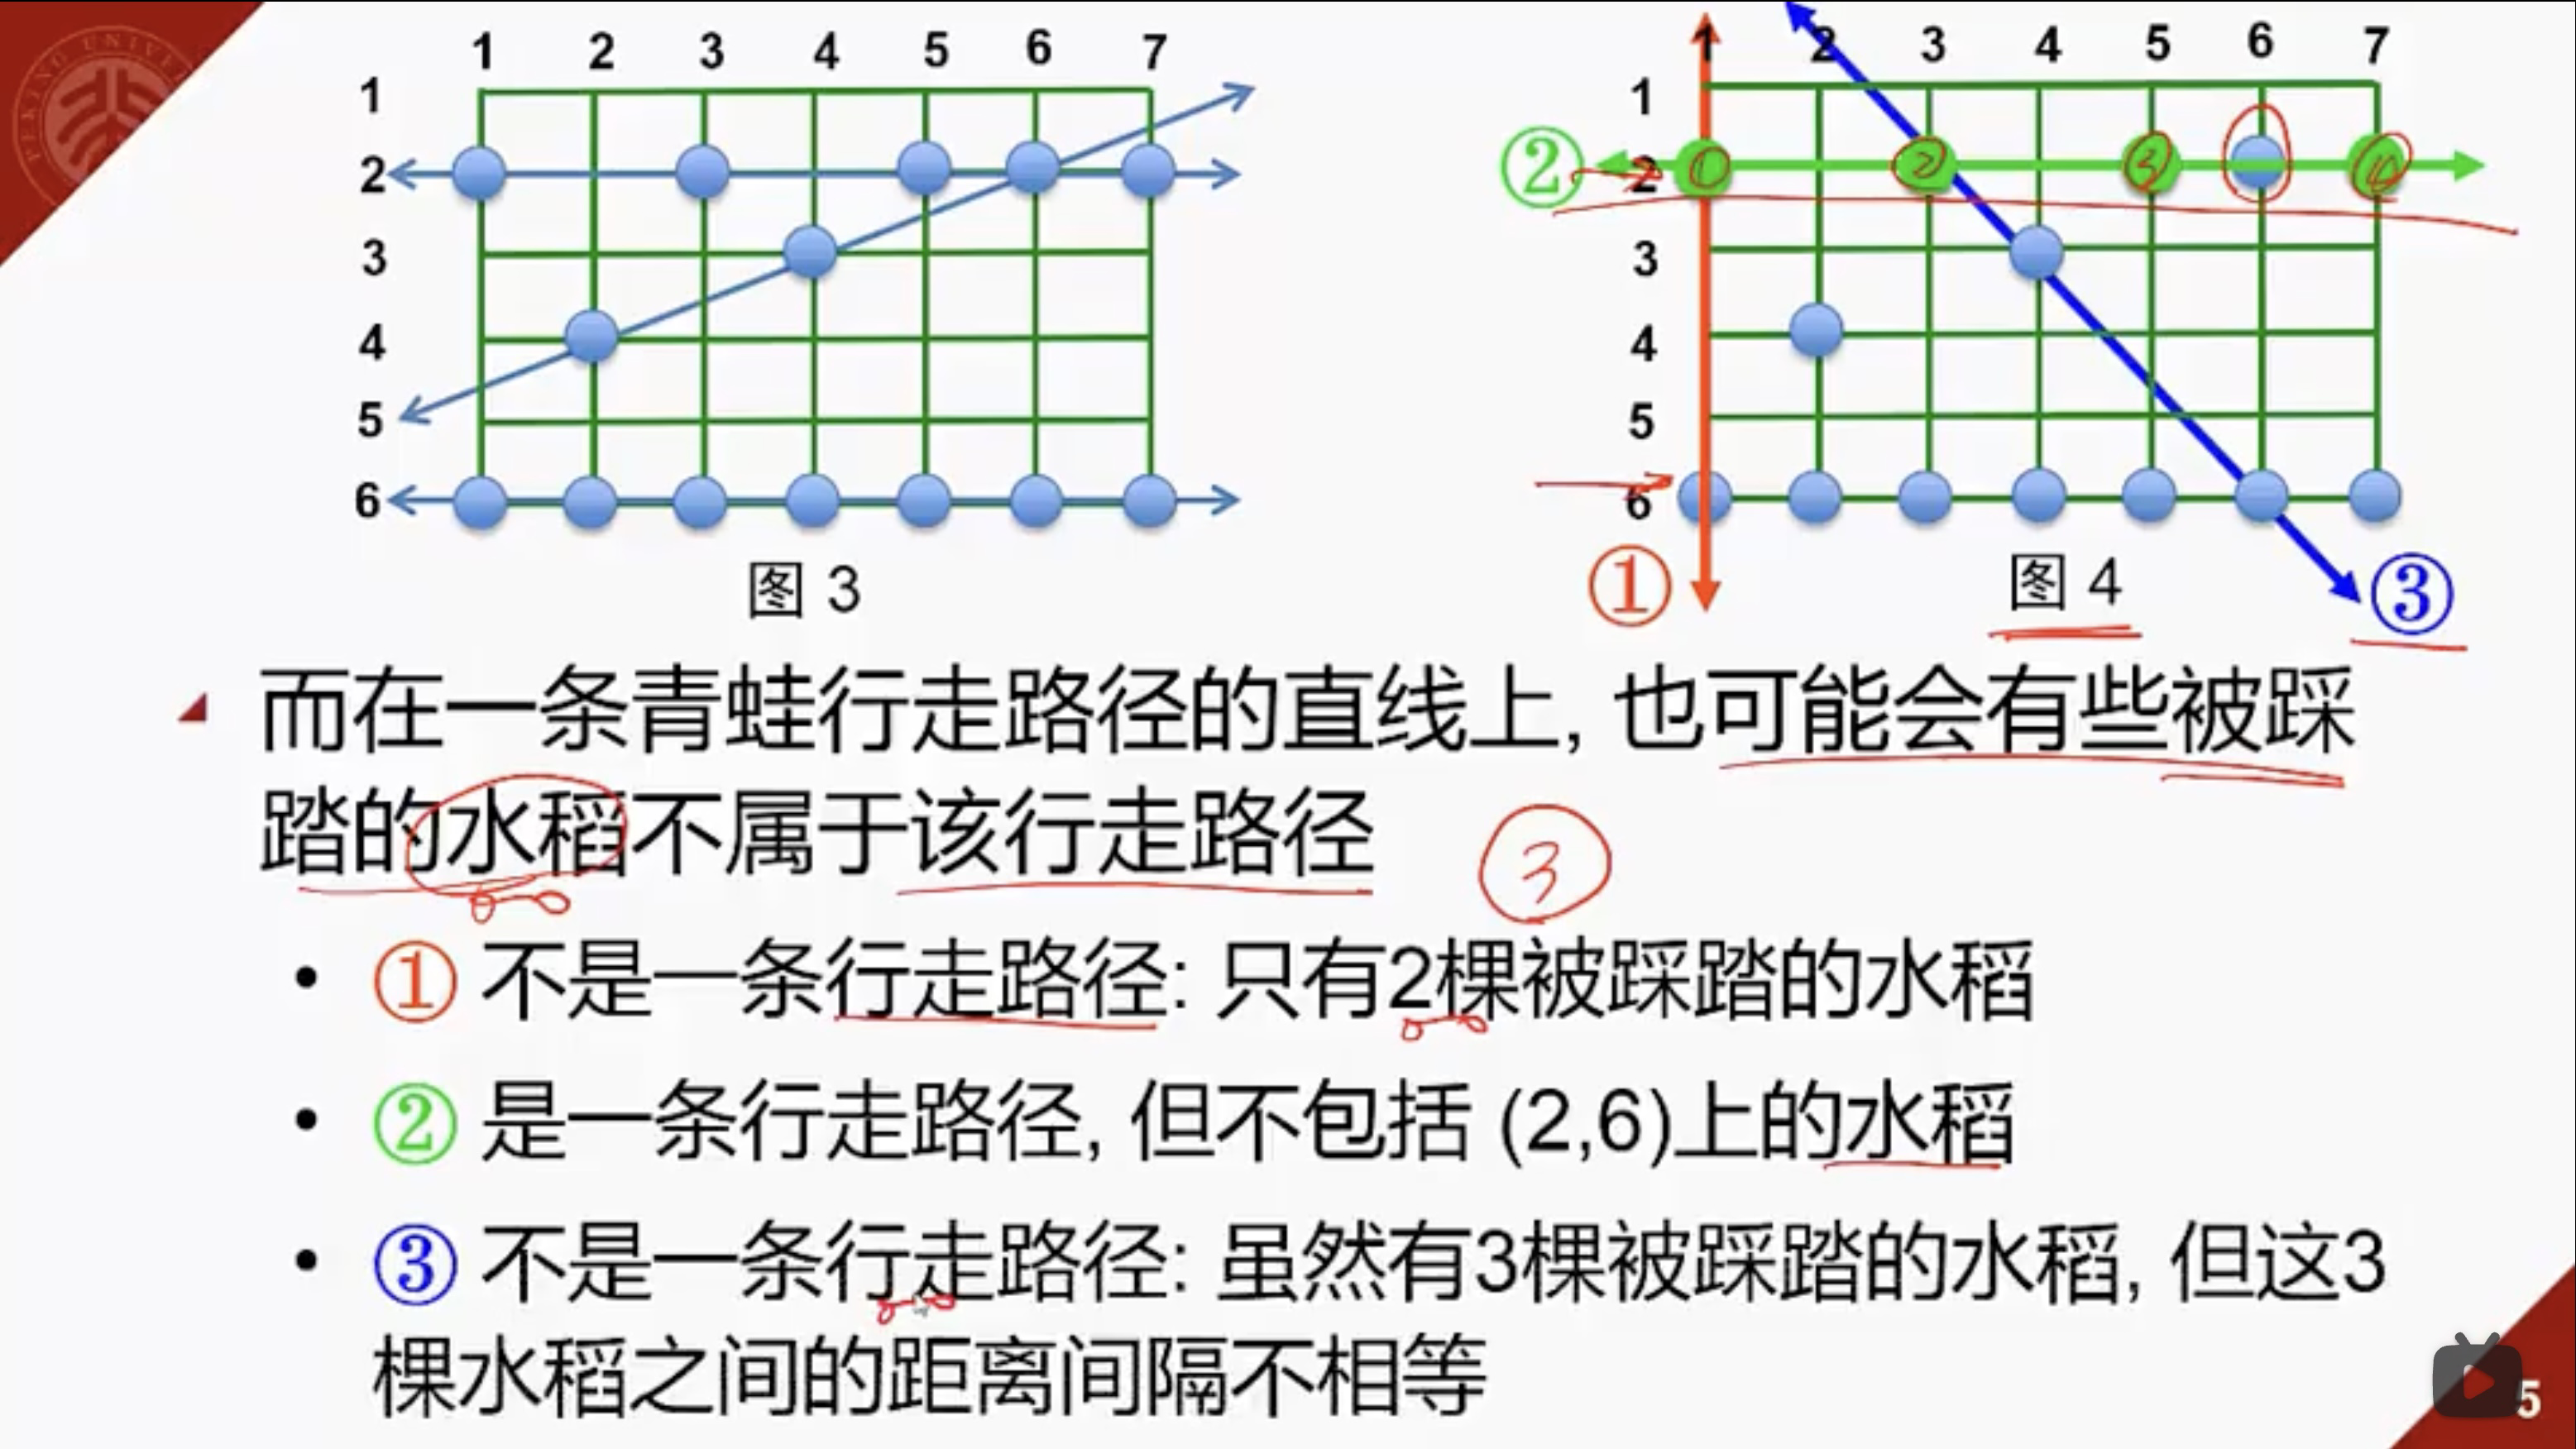 PEKING UNIVER
1 2 3 4 5 6 7
1
2
3
4
5
6
图 3
1 2 3 4 5 6 7
1
② 2 ① ② ③ ④
3
4
5
6
① 图 4 ③
而在一条青蛙行走路径的直线上, 也可能会有些被踩
踏的水稻不属于该行走路径
③
• ① 不是一条行走路径: 只有2棵被踩踏的水稻
• ② 是一条行走路径, 但不包括 (2,6)上的水稻
• ③ 不是一条行走路径: 虽然有3棵被踩踏的水稻, 但这3
棵水稻之间的距离间隔不相等
5